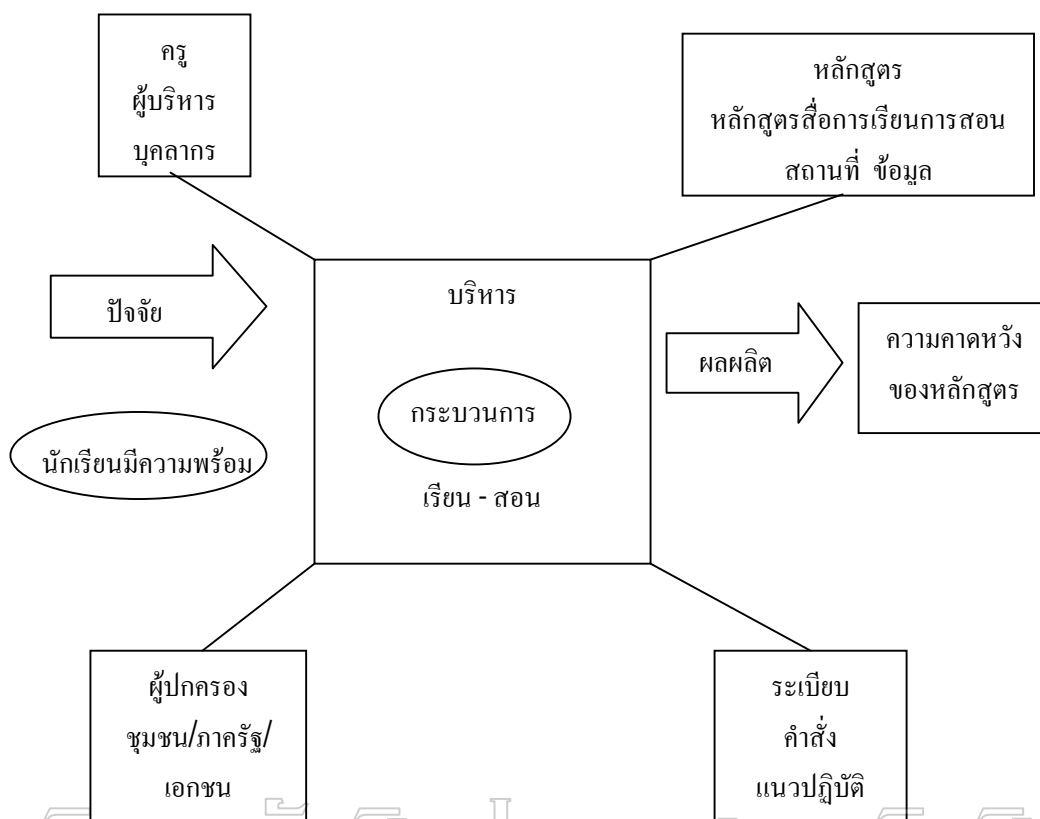 ครู
ผู้บริหาร
บุคลากร
หลักสูตร
หลักสูตรสื่อการเรียนการสอน
สถานที่ ข้อมูล
ปัจจัย
บริหาร
กระบวนการ
เรียน - สอน
ผลผลิต
ความคาดหวัง
ของหลักสูตร
นักเรียนมีความพร้อม
ผู้ปกครอง
ชุมชน/ภาครัฐ/
เอกชน
ระเบียบ
คำสั่ง
แนวปฏิบัติ